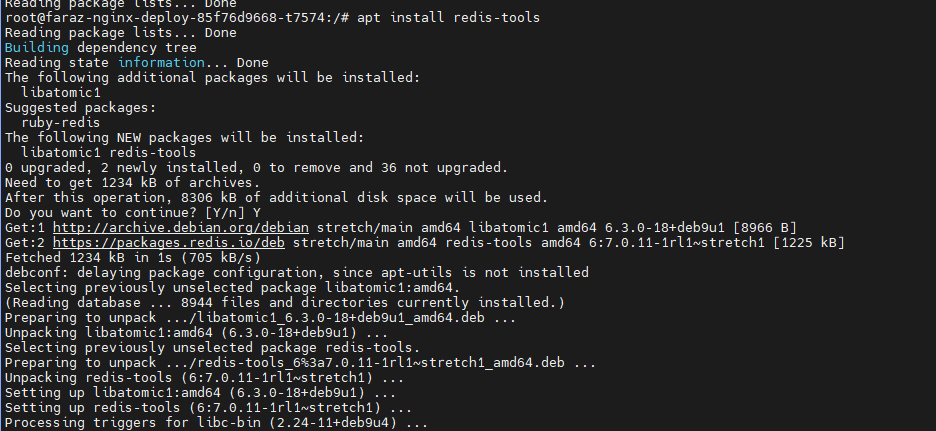 Reading package lists... Done
root@faraz-nginx-deploy-85f76d9668-t7574:/# apt install redis-tools
Reading package lists... Done
Building dependency tree
Reading state information... Done
The following additional packages will be installed:
  libatomic1
Suggested packages:
  ruby-redis
The following NEW packages will be installed:
  libatomic1 redis-tools
0 upgraded, 2 newly installed, 0 to remove and 36 not upgraded.
Need to get 1234 kB of archives.
After this operation, 8306 kB of additional disk space will be used.
Do you want to continue? [Y/n] Y
Get:1 http://archive.debian.org/debian stretch/main amd64 libatomic1 amd64 6.3.0-18+deb9u1 [8966 B]
Get:2 https://packages.redis.io/deb stretch/main amd64 redis-tools amd64 6:7.0.11-1rl1~stretch1 [1225 kB]
Fetched 1234 kB in 1s (705 kB/s)
debconf: delaying package configuration, since apt-utils is not installed
Selecting previously unselected package libatomic1:amd64.
(Reading database ... 8944 files and directories currently installed.)
Preparing to unpack .../libatomic1_6.3.0-18+deb9u1_amd64.deb ...
Unpacking libatomic1:amd64 (6.3.0-18+deb9u1) ...
Selecting previously unselected package redis-tools.
Preparing to unpack .../redis-tools_6%3a7.0.11-1rl1~stretch1_amd64.deb ...
Unpacking redis-tools (6:7.0.11-1rl1~stretch1) ...
Setting up libatomic1:amd64 (6.3.0-18+deb9u1) ...
Setting up redis-tools (6:7.0.11-1rl1~stretch1) ...
Processing triggers for libc-bin (2.24-11+deb9u4) ...